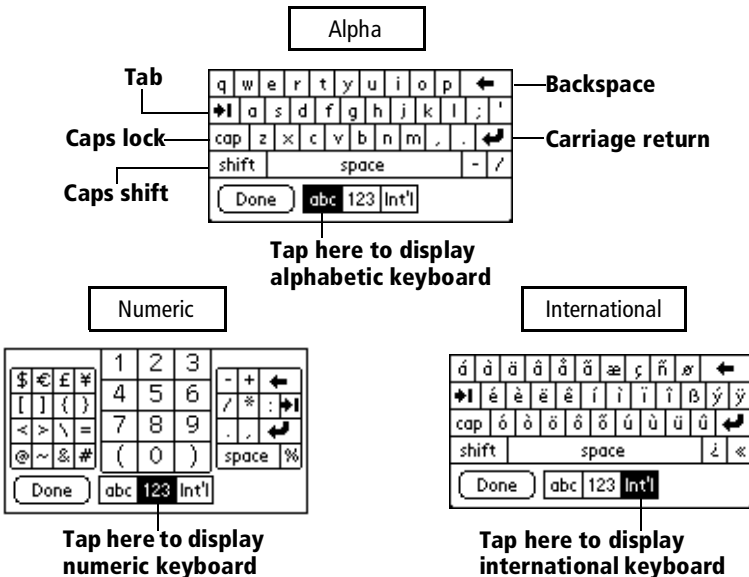 Alpha
Tab
Backspace
Caps lock
Carriage return
Caps shift
q w e r t y u i o p
a s d f g h j k l ; '
cap z x c v b n m , .
shift space - /
Done abc 123 Int'l
Tap here to display
alphabetic keyboard
Numeric
1 2 3
$ € £ ¥ - +
4 5 6
[ ] { } / * :
7 8 9
< > \ = . ,
( 0 )
@ ~ & # space %
Done abc 123 Int'l
Tap here to display
numeric keyboard
International
á à ä â å ã æ ç ñ ø
é è ë ê í ì ï î ß ý ÿ
cap ó ò ö ô õ ú ù ü û
shift space ¿ «
Done abc 123 Int'l
Tap here to display
international keyboard